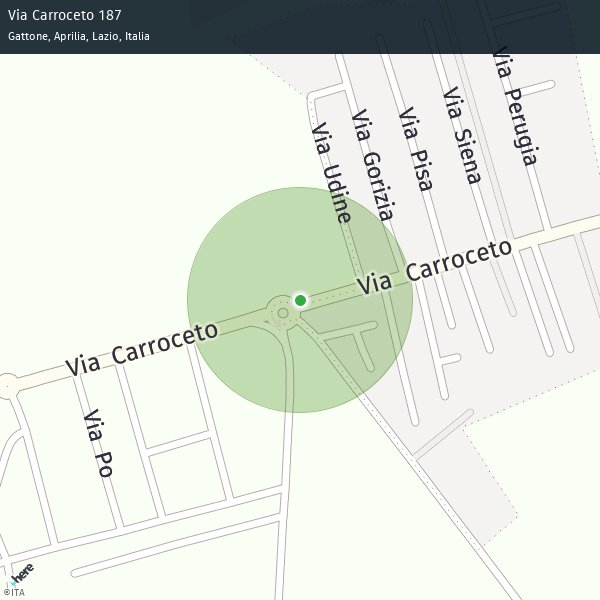 Via Carroceto 187
Gattone, Aprilia, Lazio, Italia
Via Perugia
Via Siena
Via Pisa
Via Gorizia
Via Udine
Via Carroceto
Via Carroceto
Via Po
here
©ITA